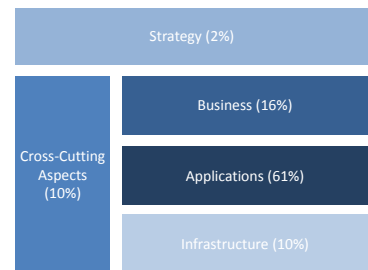 Strategy (2%)
Cross-Cutting
Aspects
(10%)
Business (16%)
Applications (61%)
Infrastructure (10%)